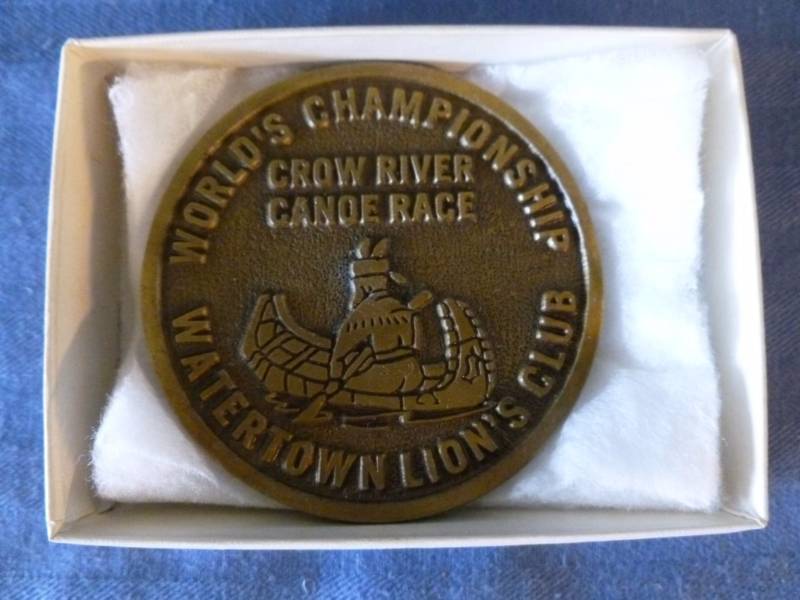 WORLD'S CHAMPIONSHIP
CROW RIVER
CANOE RACE
WATERTOWN LION'S CLUB